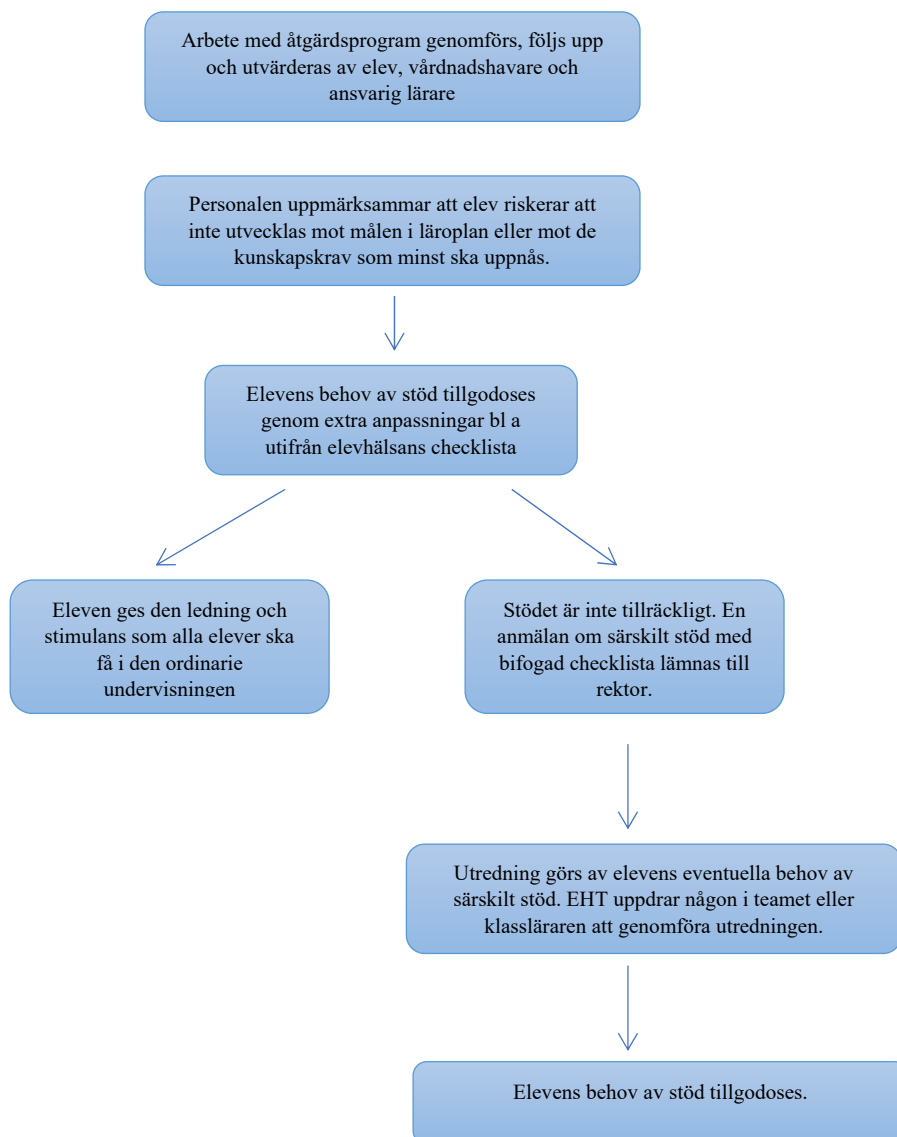 Arbete med åtgärdsprogram genomförs, följs upp
och utvärderas av elev, vårdnadshavare och
ansvarig lärare
Personalen uppmärksammar att elev riskerar att
inte utvecklas mot målen i läroplan eller mot de
kunskapskrav som minst ska uppnås.
Elevens behov av stöd tillgodoses
genom extra anpassningar bl a
utifrån elevhälsans checklista
Eleven ges den ledning och
stimulans som alla elever ska
få i den ordinarie
undervisningen
Stödet är inte tillräckligt. En
anmälan om särskilt stöd med
bifogad checklista lämnas till
rektor.
Utredning görs av elevens eventuella behov av
särskilt stöd. EHT uppdrar någon i teamet eller
klassläraren att genomföra utredningen.
Elevens behov av stöd tillgodoses.